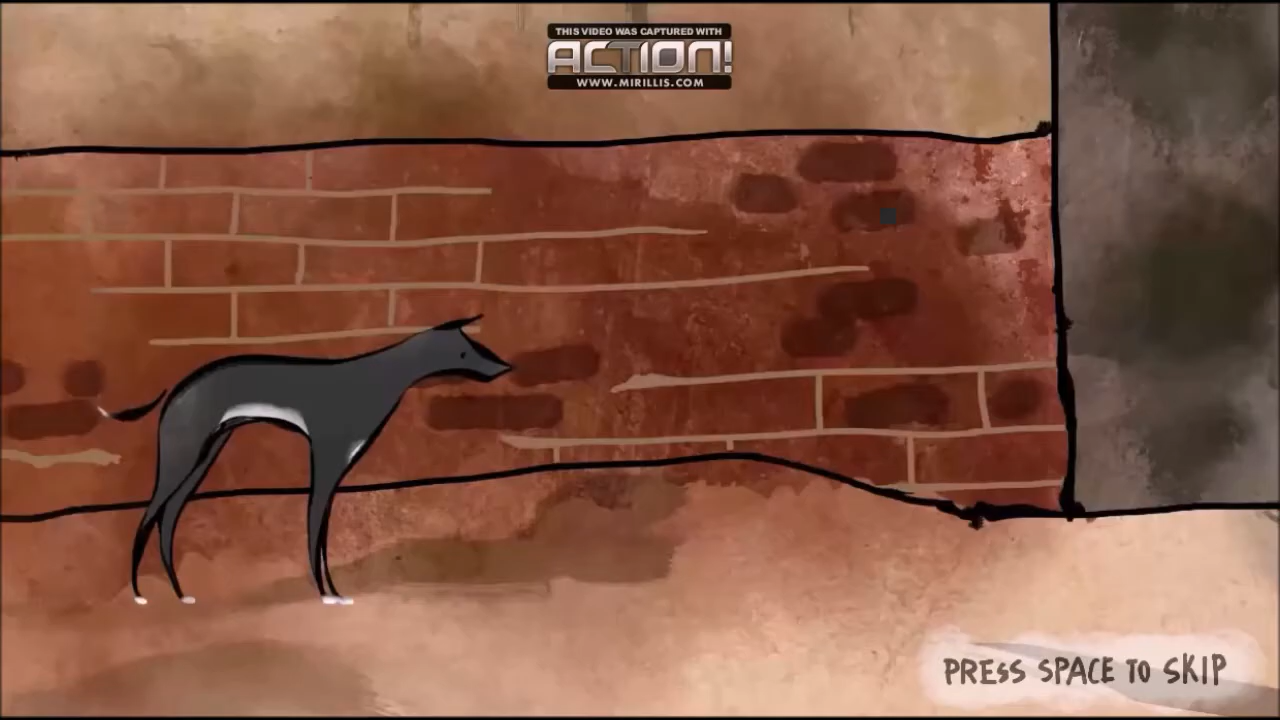 THIS VIDEO WAS CAPTURED WITH
ACTION!
WWW.MIRILLIS.COM
PRESS SPACE TO SKIP